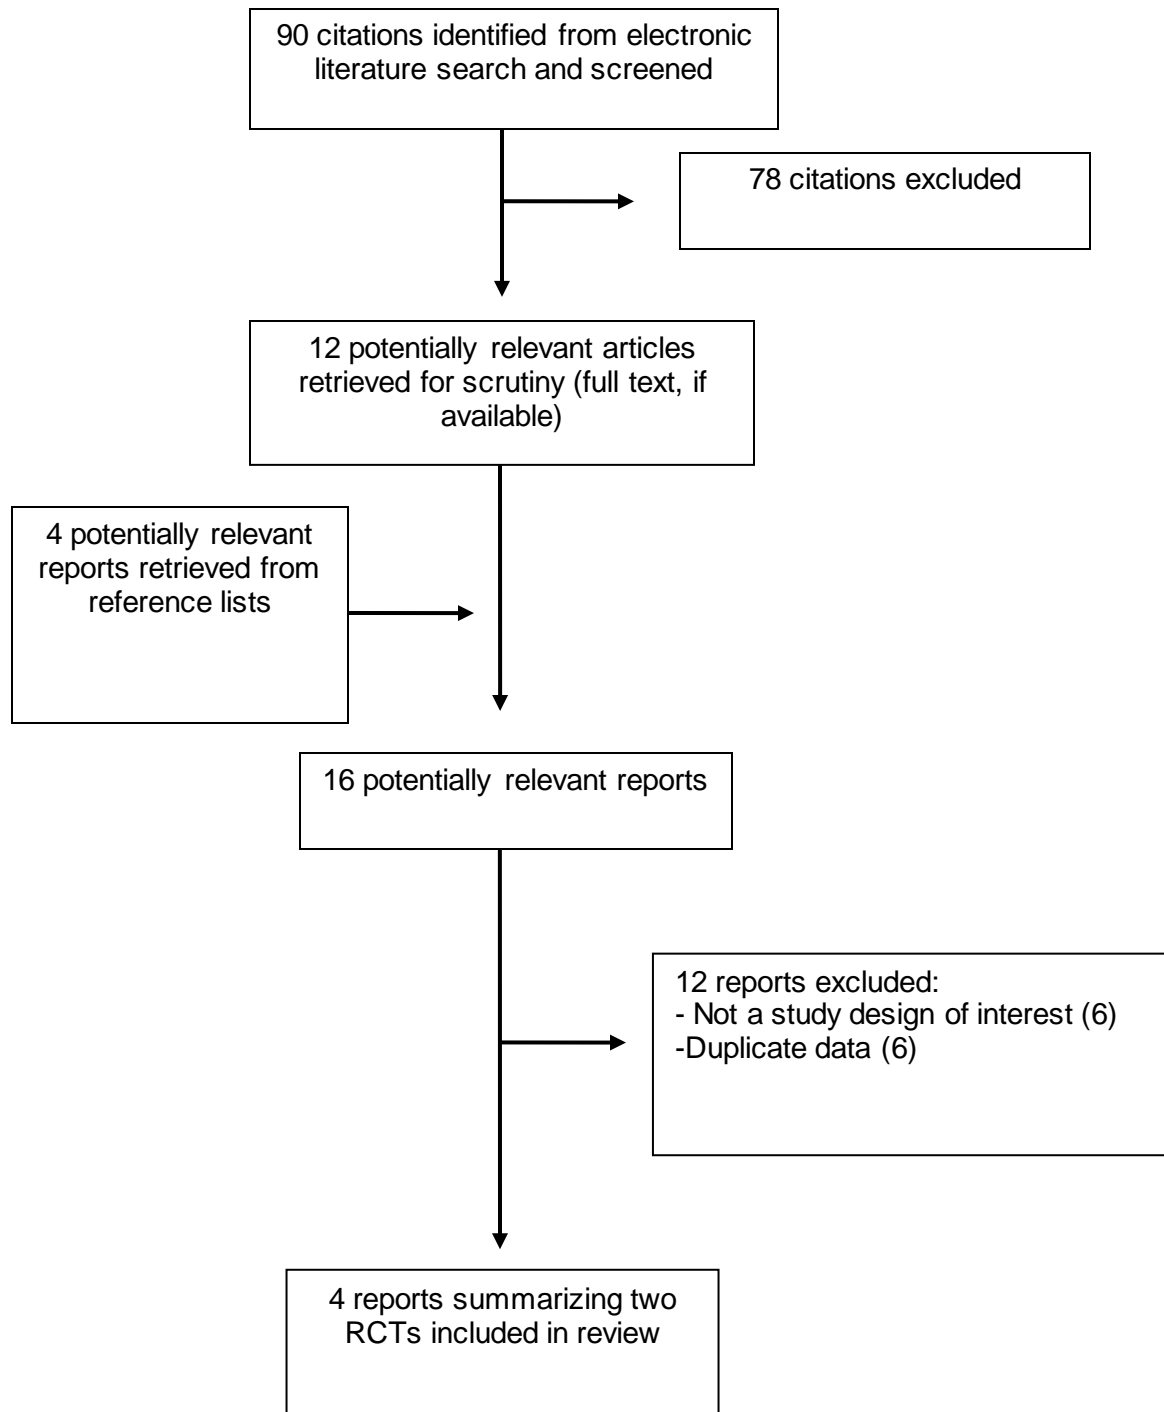 90 citations identified from electronic
literature search and screened
78 citations excluded
12 potentially relevant articles
retrieved for scrutiny (full text, if
available)
4 potentially relevant
reports retrieved from
reference lists
16 potentially relevant reports
12 reports excluded:
- Not a study design of interest (6)
-Duplicate data (6)
4 reports summarizing two
RCTs included in review